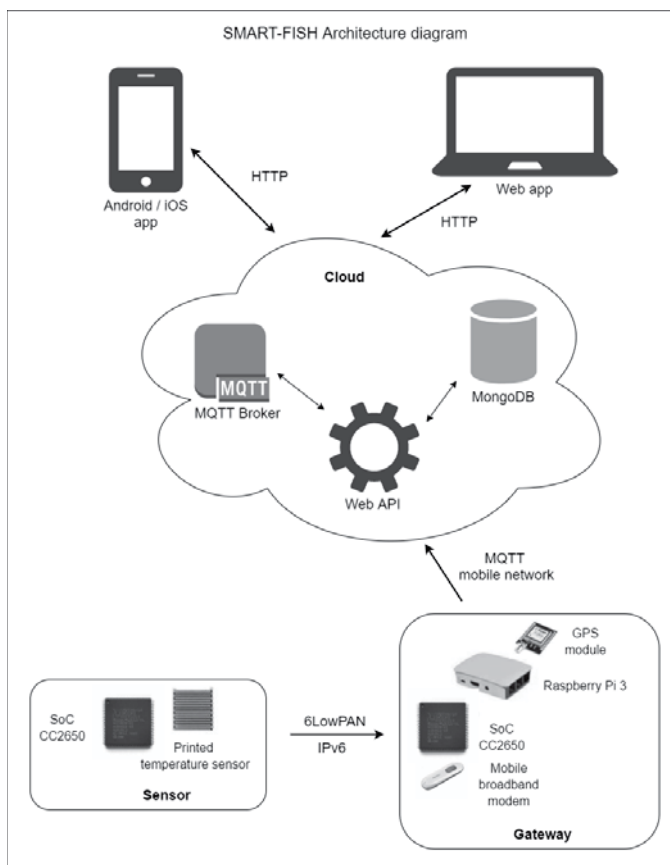 SMART-FISH Architecture diagram
HTTP
Android / iOS
app
Web app
HTTP
Cloud
MQTT
MQTT Broker
MongoDB
Web API
MQTT
mobile network
GPS
module
Raspberry Pi 3
SoC
CC2650
Printed
temperature sensor
Sensor
6LowPAN
IPv6
SoC
CC2650
Mobile
broadband
modem
Gateway